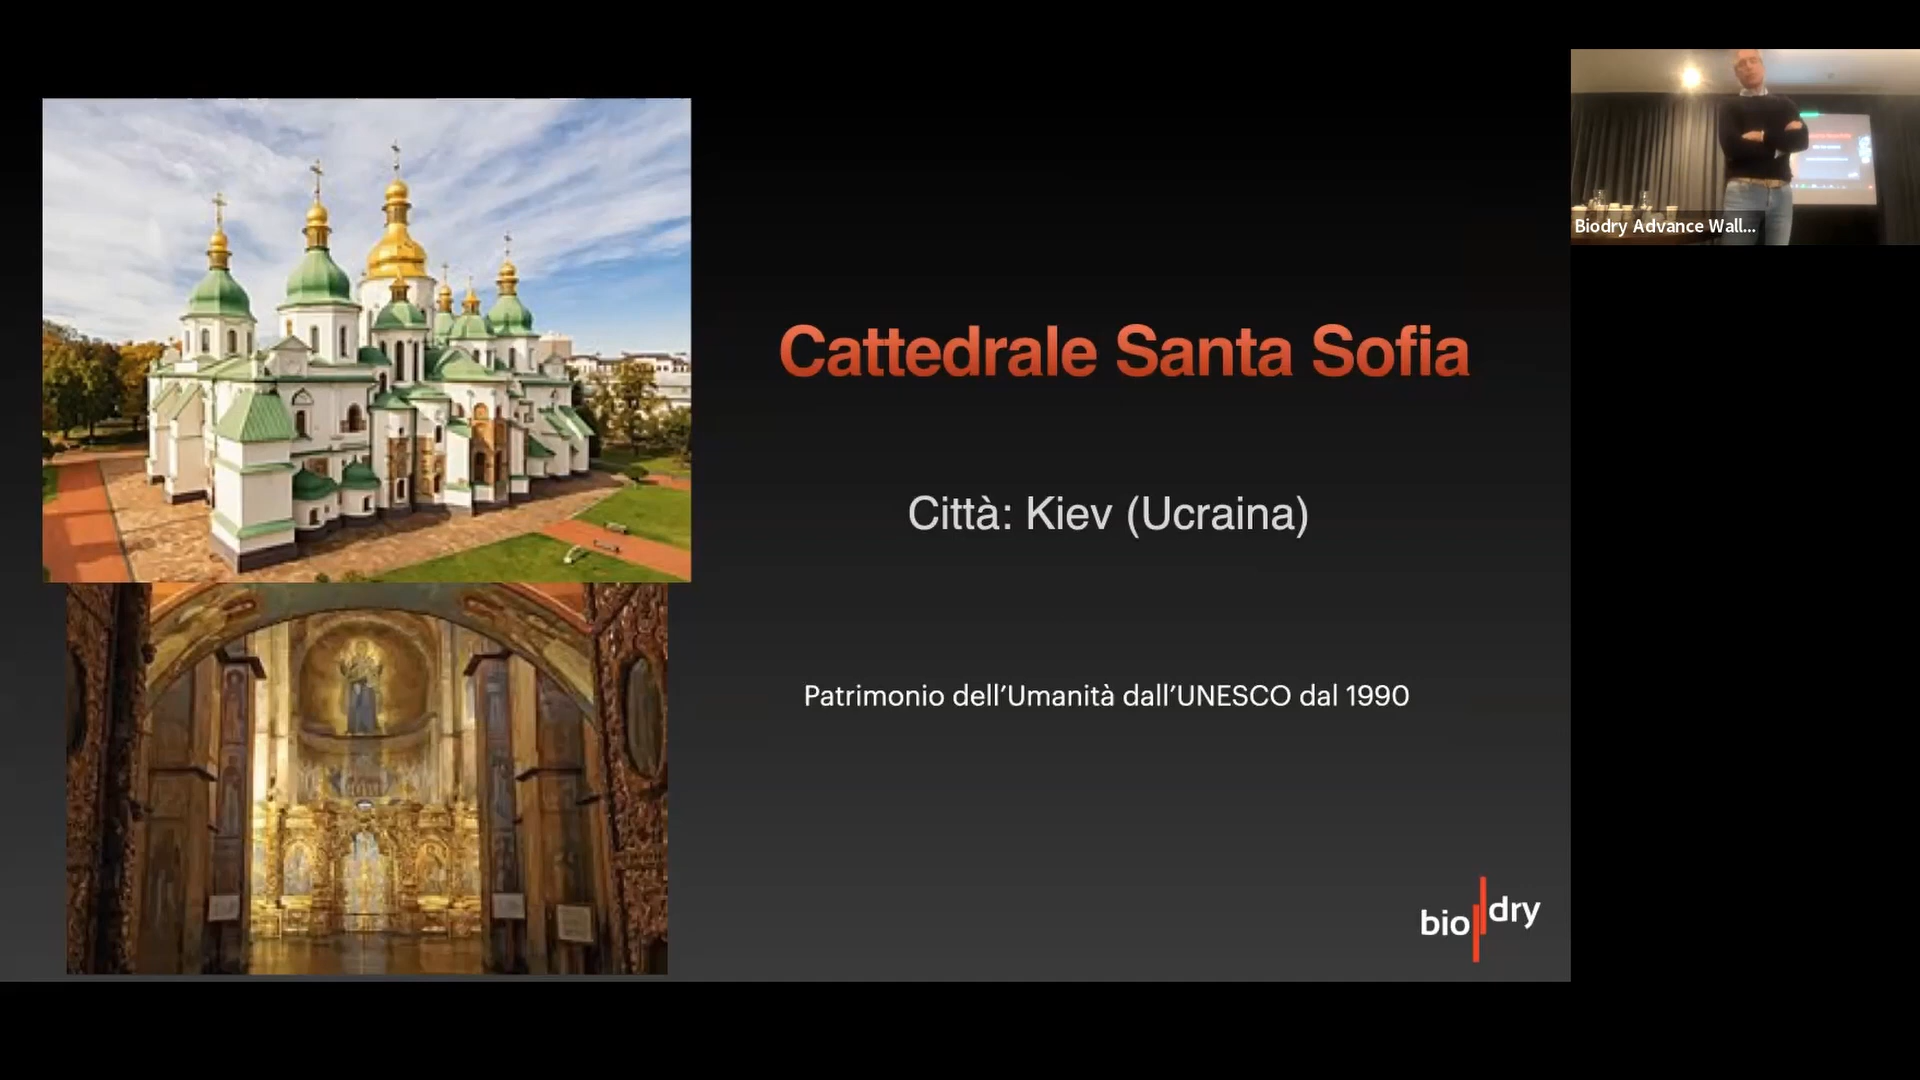 Cattedrale Santa Sofia
Città: Kiev (Ucraina)
Patrimonio dell’Umanità dall’UNESCO dal 1990
bio dry
Biodry Advance Wall...